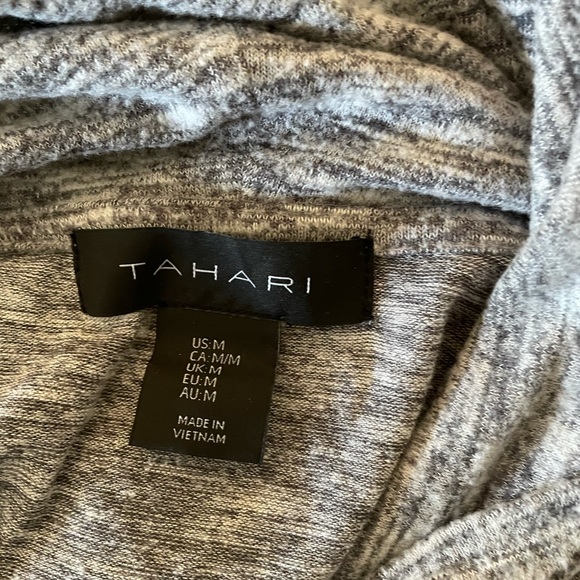 TAHARI
US:M
CA:M/M
UK:M
EU:M
AU:M
MADE IN
VIETNAM